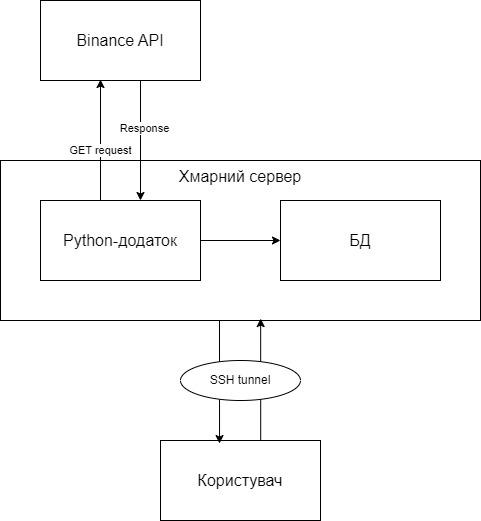 Binance API
Response
GET request
Хмарний сервер
Python-додаток
БД
SSH tunnel
Користувач